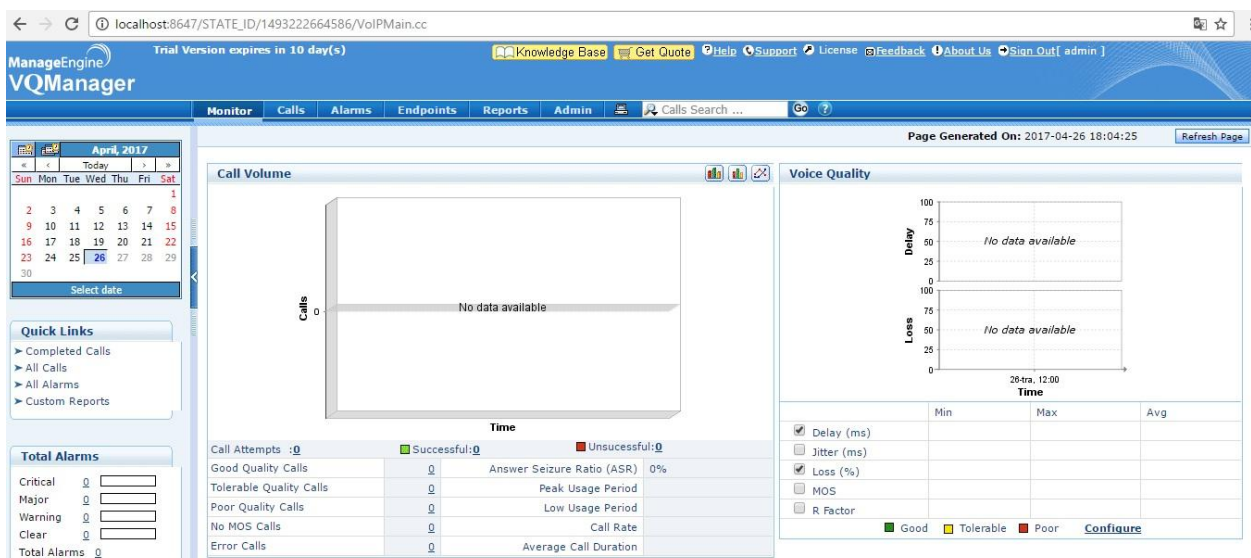 localhost:8647/STATE_ID/1493222664586/VoIPMain.cc
ManageEngine
VQManager
Trial Version expires in 10 day(s)
Knowledge Base Get Quote Help Support License Feedback About Us Sign Out[ admin ]
Monitor Calls Alarms Endpoints Reports Admin Calls Search ... Go ?
Page Generated On: 2017-04-26 18:04:25 Refresh Page
April, 2017
« ‹ Today › »
Sun Mon Tue Wed Thu Fri Sat
1
2 3 4 5 6 7 8
9 10 11 12 13 14 15
16 17 18 19 20 21 22
23 24 25 26 27 28 29
30
Select date
Quick Links
Completed Calls
All Calls
All Alarms
Custom Reports
Total Alarms
Critical 0
Major 0
Warning 0
Clear 0
Total Alarms 0
Call Volume
Calls
0
No data available
Time
Call Attempts :0 Successful:0 Unsucessful:0
Good Quality Calls 0 Answer Seizure Ratio (ASR) 0%
Tolerable Quality Calls 0 Peak Usage Period
Poor Quality Calls 0 Low Usage Period
No MOS Calls 0 Call Rate
Error Calls 0 Average Call Duration
Voice Quality
100
75
Delay
50
No data available
25
0
100
75
Loss
50
No data available
25
0
26-tra, 12:00
Time
Min Max Avg
Delay (ms)
Jitter (ms)
Loss (%)
MOS
R Factor
Good Tolerable Poor Configure